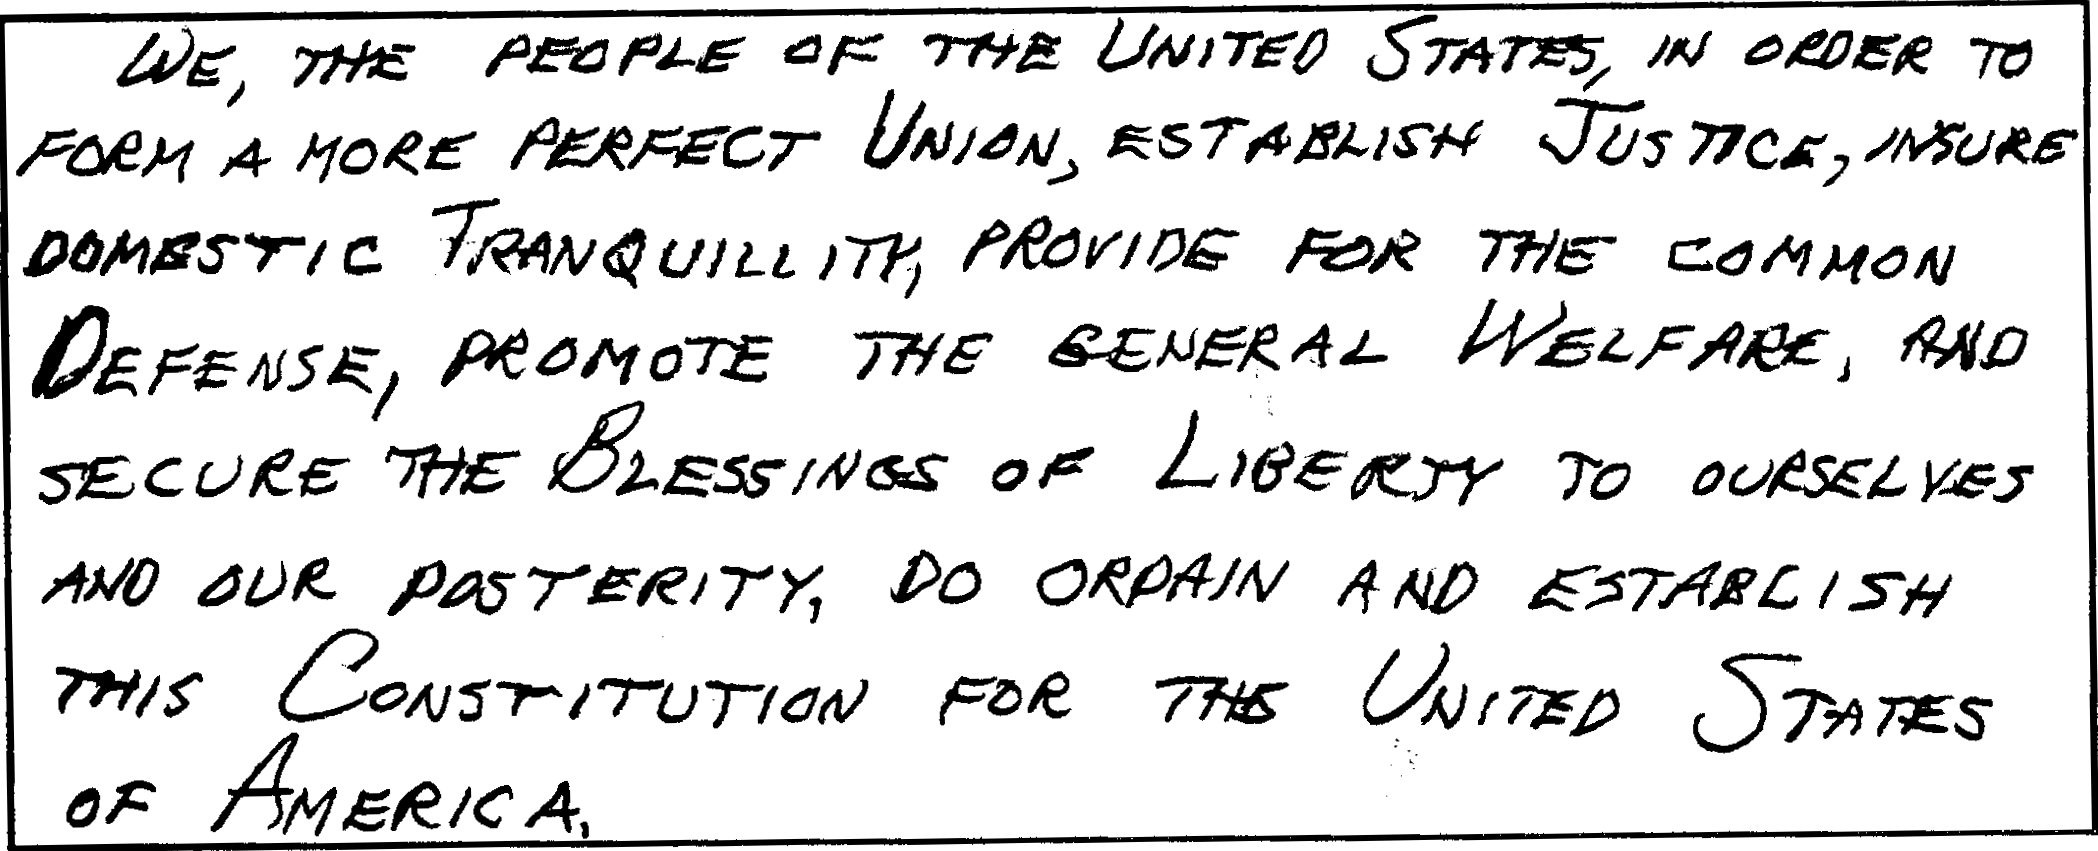 WE, THE PEOPLE OF THE UNITED STATES, IN ORDER TO
FORM A MORE PERFECT UNION, ESTABLISH JUSTICE, INSURE
DOMESTIC TRANQUILLITY, PROVIDE FOR THE COMMON
DEFENSE, PROMOTE THE GENERAL WELFARE, AND
SECURE THE BLESSINGS OF LIBERTY TO OURSELVES
AND OUR POSTERITY, DO ORDAIN AND ESTABLISH
THIS CONSTITUTION FOR THE UNITED STATES
OF AMERICA.